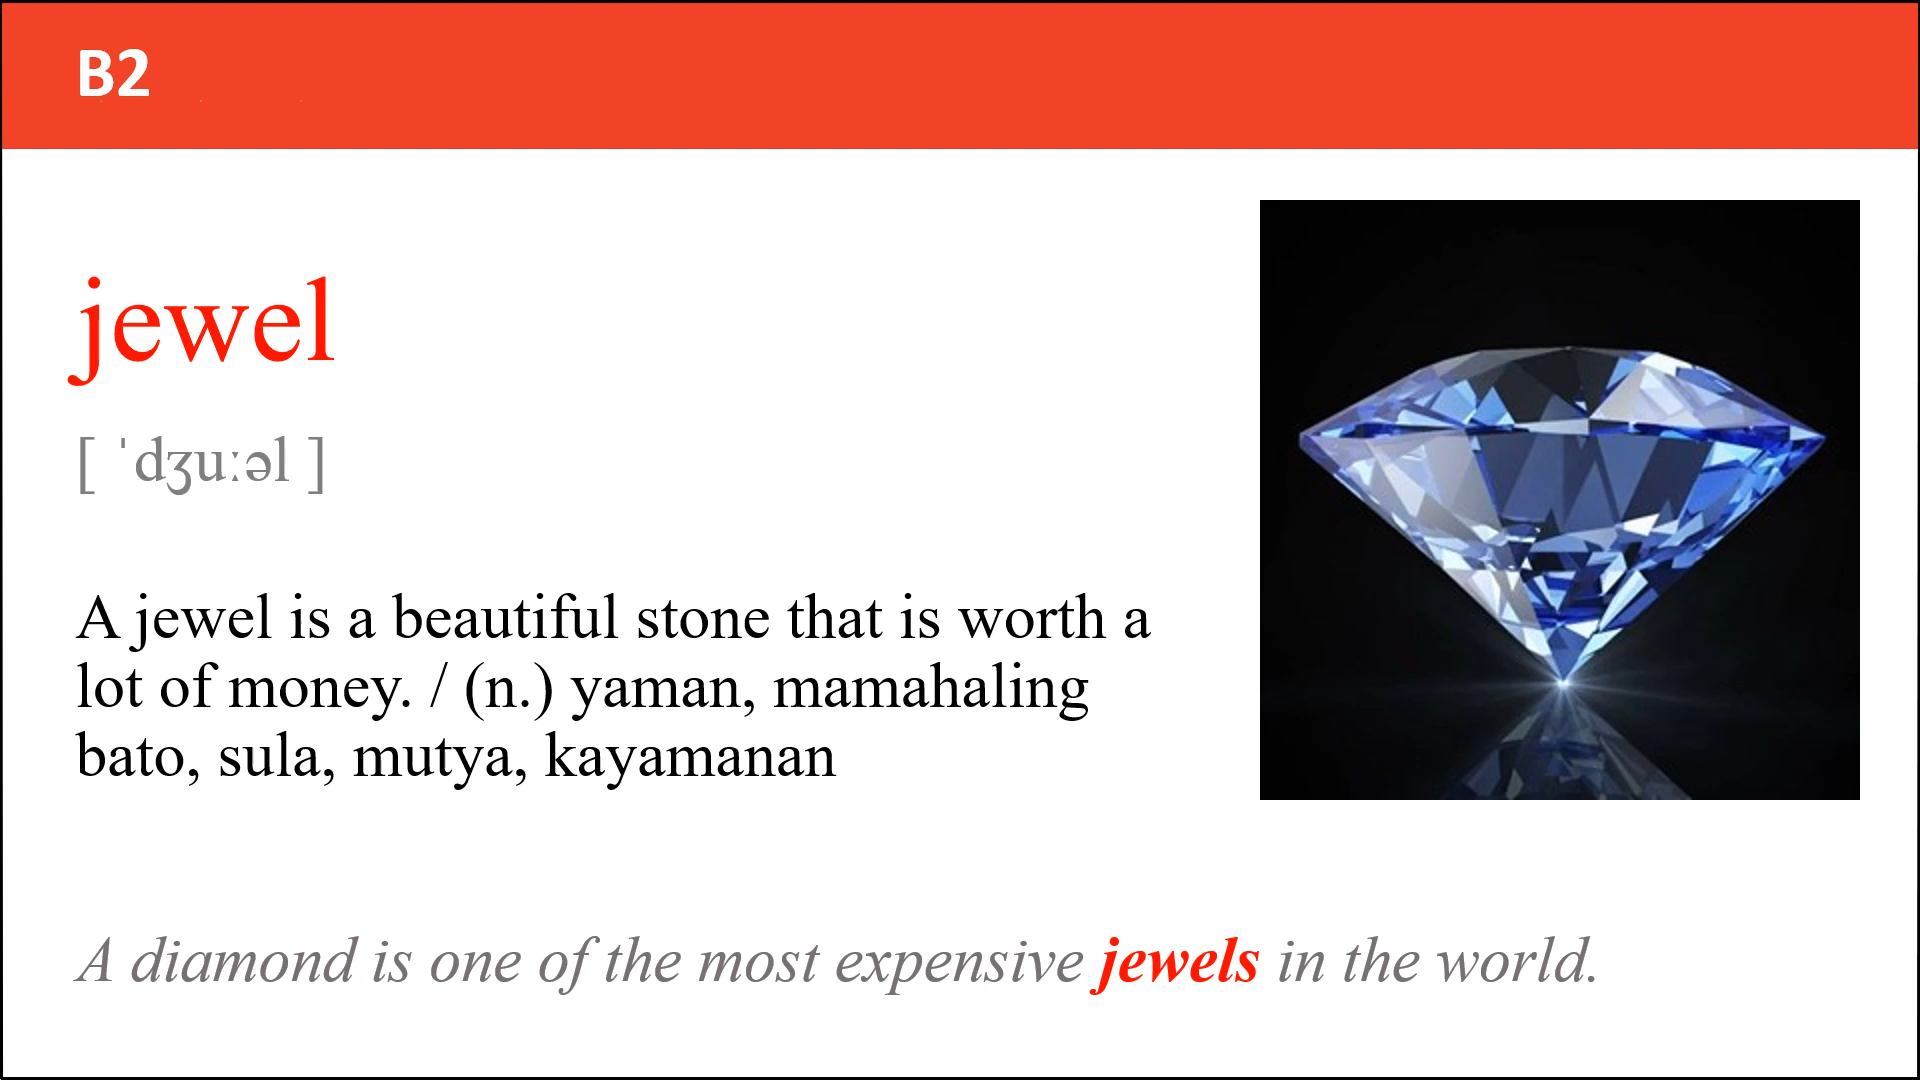 B2
jewel
[ ˈdʒuːəl ]
A jewel is a beautiful stone that is worth a
lot of money. / (n.) yaman, mamahaling
bato, sula, mutya, kayamanan
A diamond is one of the most expensive jewels in the world.